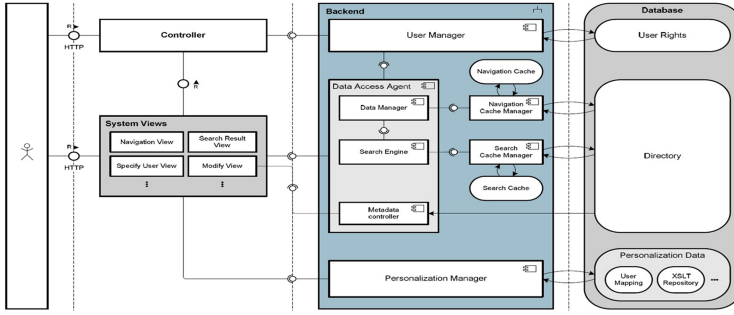 Backend
Database
R
HTTP
Controller
User Manager
User Rights
R
Data Access Agent
Navigation Cache
Data Manager
Navigation
Cache Manager
System Views
Navigation View
Search Result
View
Specify User View
Modify View
R
HTTP
Search Engine
Search
Cache Manager
Directory
Search Cache
Metadata
controller
Personalization Manager
Personalization Data
User
Mapping
XSLT
Repository